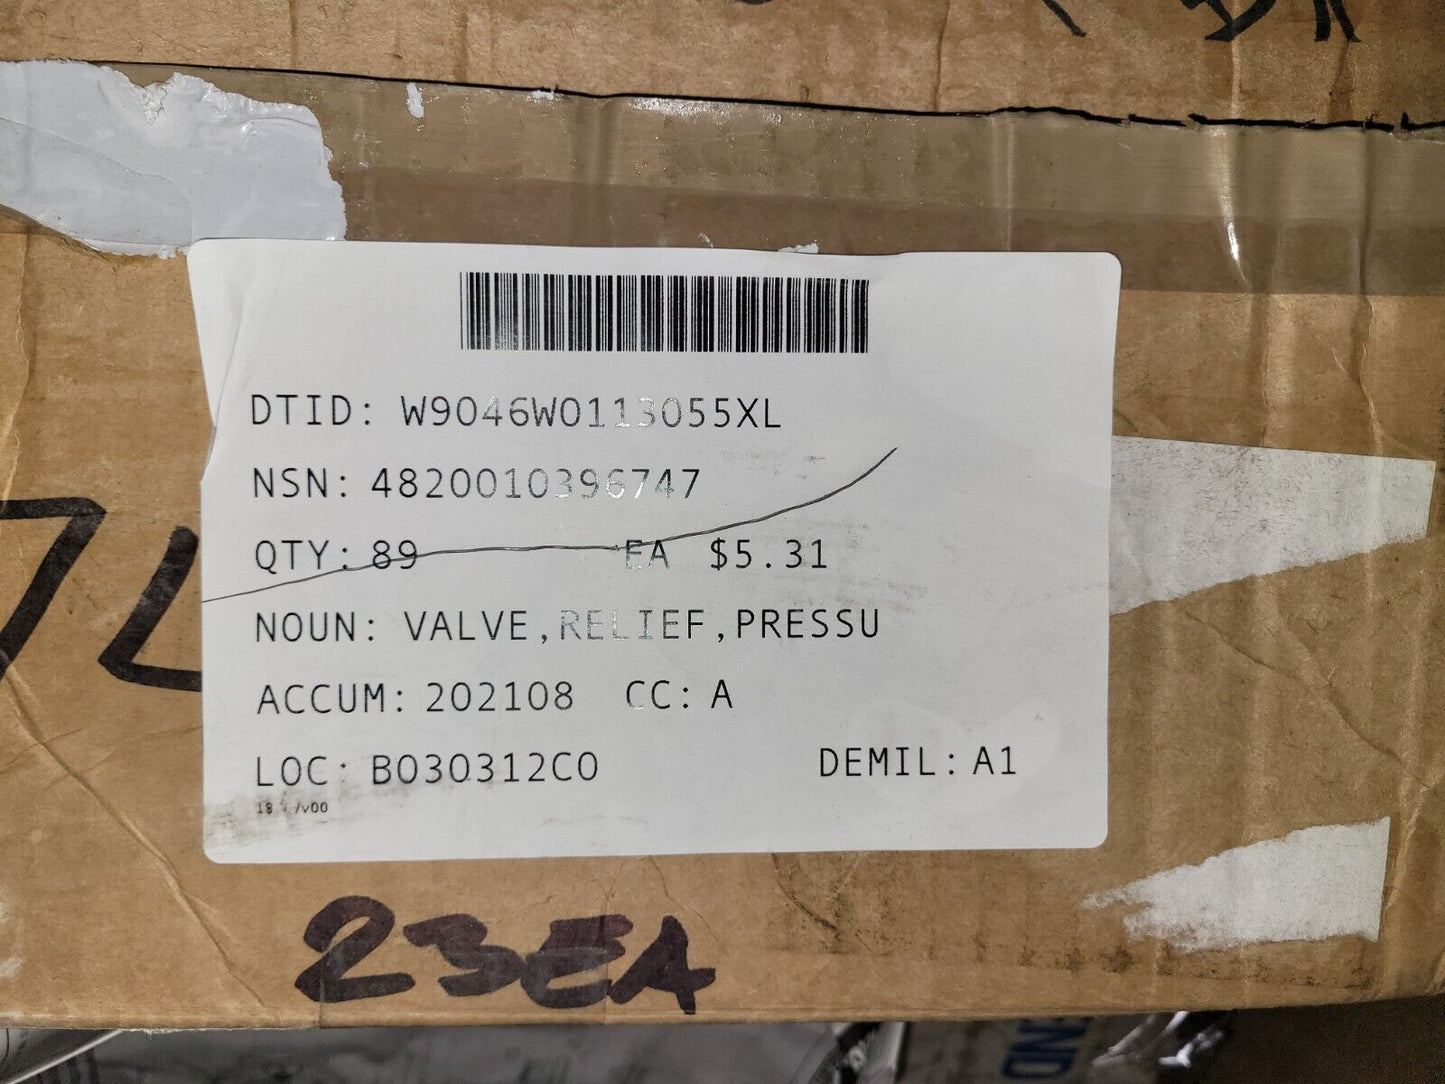 DTID: W9046W0113055XL
NSN: 4820010396747
QTY: 89 EA $5.31
NOUN: VALVE,RELIEF,PRESSU
ACCUM: 202108 CC: A
LOC: B030312C0 DEMIL: A1
23EA
END